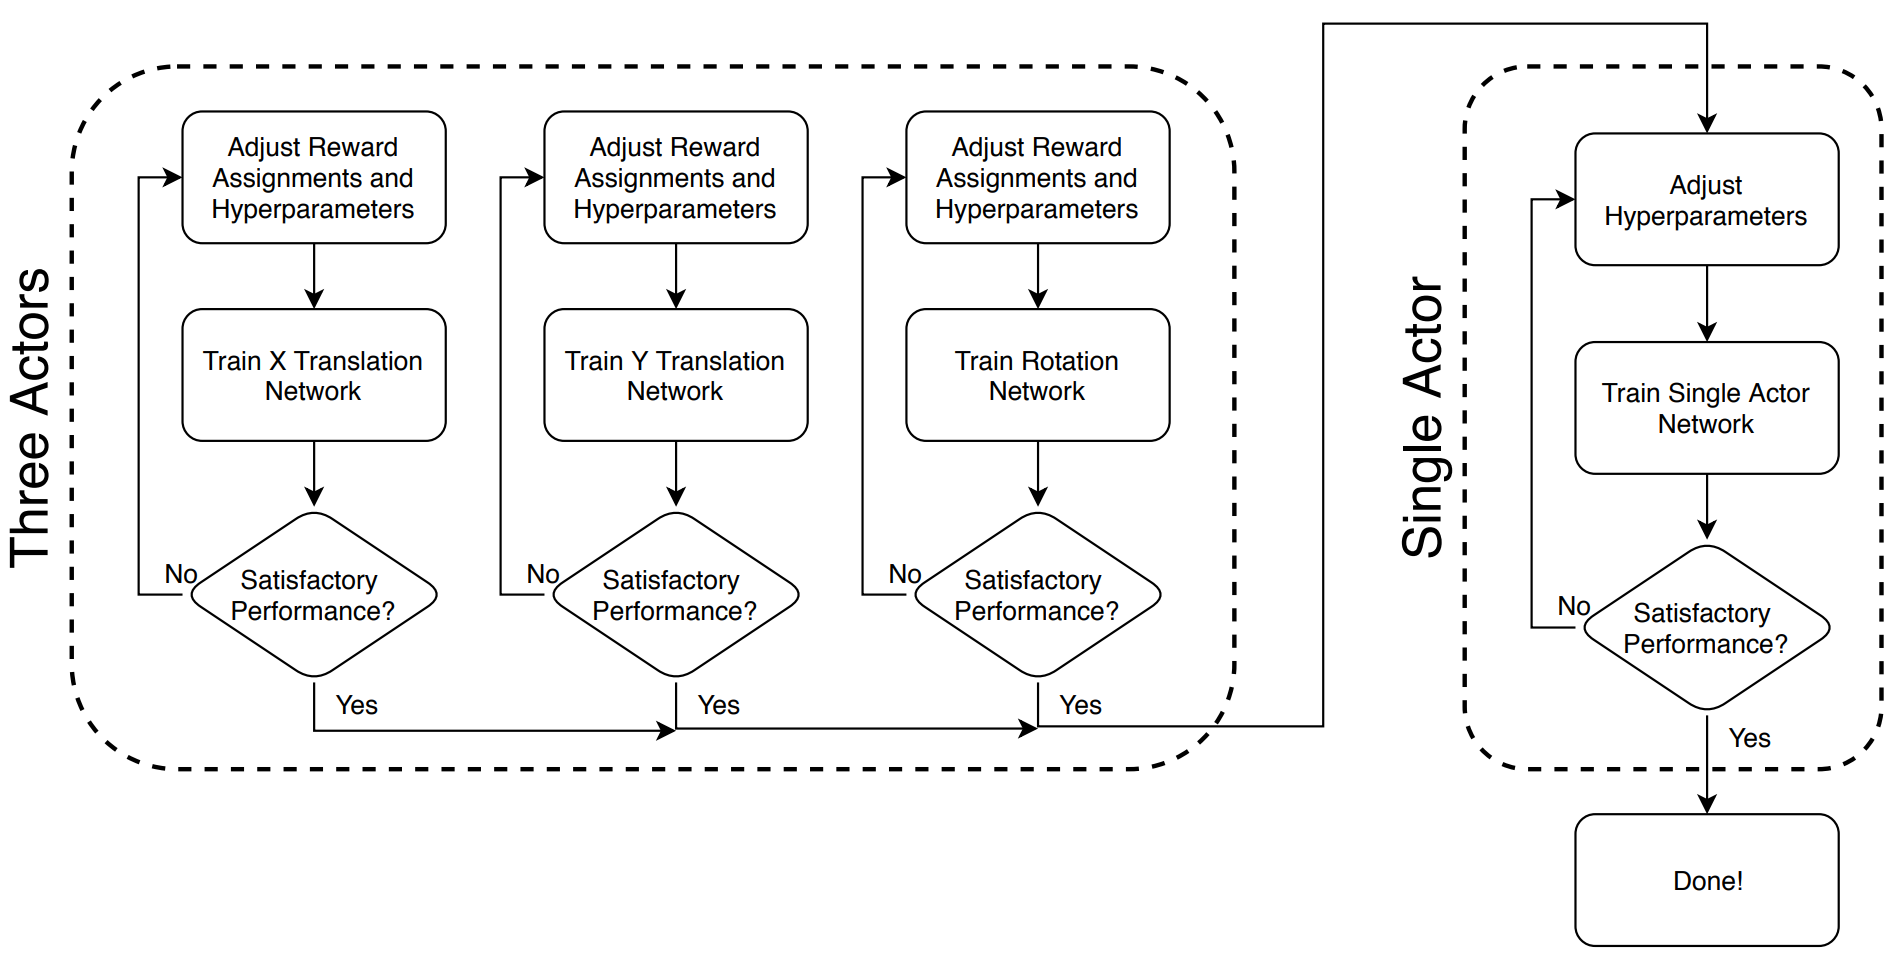 Three Actors
Adjust Reward
Assignments and
Hyperparameters
Train X Translation
Network
Satisfactory
Performance?
No
Yes
Adjust Reward
Assignments and
Hyperparameters
Train Y Translation
Network
Satisfactory
Performance?
No
Yes
Adjust Reward
Assignments and
Hyperparameters
Train Rotation
Network
Satisfactory
Performance?
No
Yes
Single Actor
Adjust
Hyperparameters
Train Single Actor
Network
Satisfactory
Performance?
No
Yes
Done!